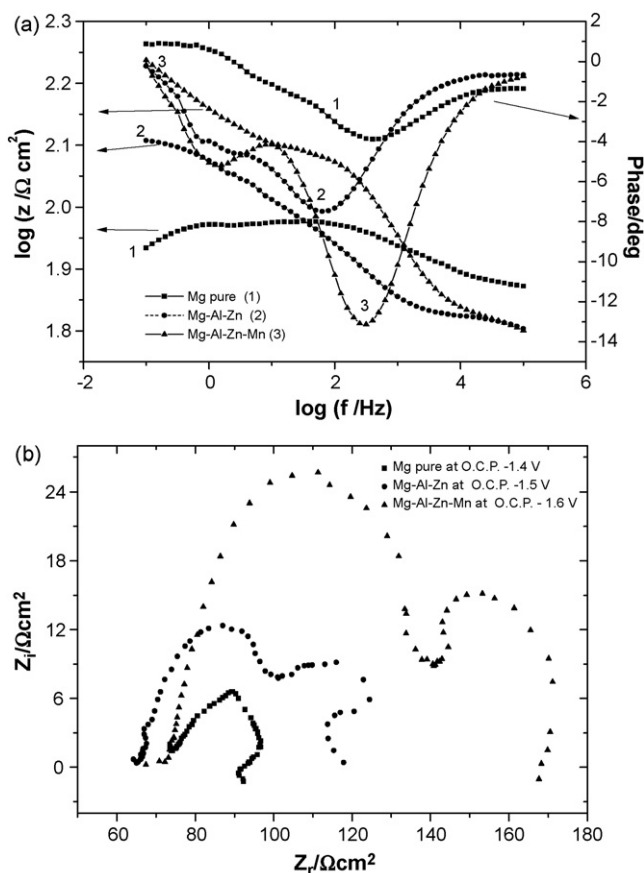 (a)
2.3
2.2
2.1
2.0
1.9
1.8
log (z /Ω cm²)
2
0
-2
-4
-6
-8
-10
-12
-14
Phase/deg
3
1
2
2
1
3
Mg pure (1)
Mg-Al-Zn (2)
Mg-Al-Zn-Mn (3)
-2 0 2 4 6
log (f /Hz)
(b)
Mg pure at O.C.P. -1.4 V
Mg-Al-Zn at O.C.P. -1.5 V
Mg-Al-Zn-Mn at O.C.P. - 1.6 V
24
18
12
6
0
Zᵢ/Ωcm²
60 80 100 120 140 160 180
Zᵣ/Ωcm²